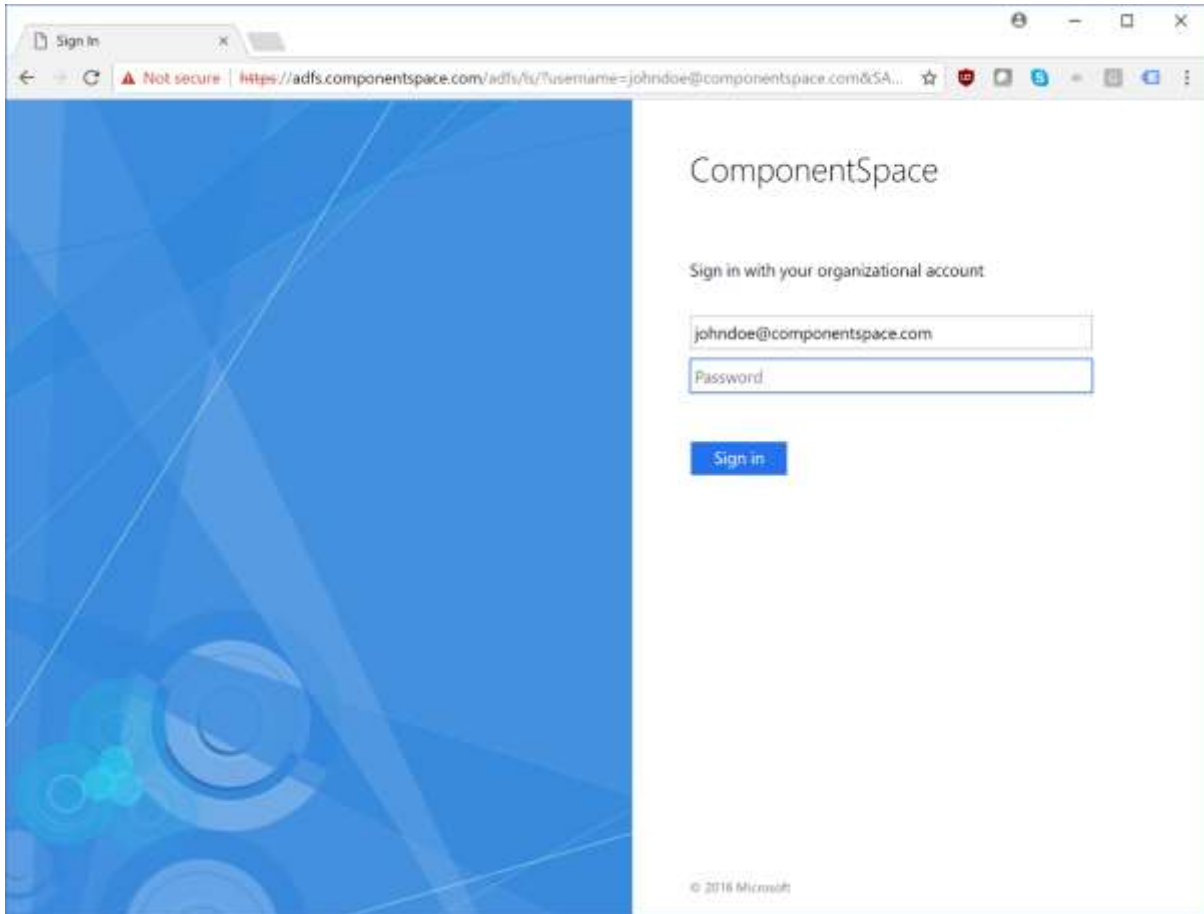 Sign In
Not secure | https://adfs.componentspace.com/adfs/ls/?username=johndoe@componentspace.com&SA...
ComponentSpace
Sign in with your organizational account
johndoe@componentspace.com
Password
Sign in
© 2016 Microsoft